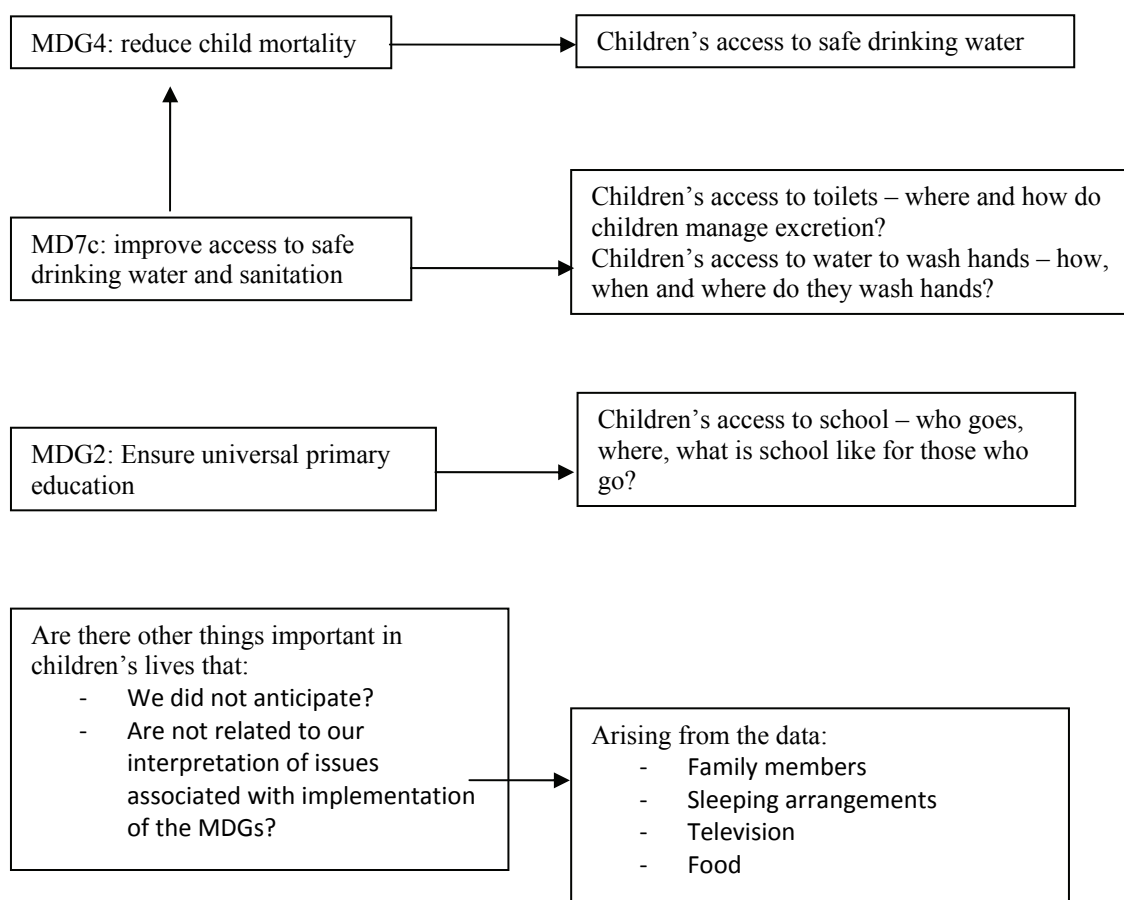 MDG4: reduce child mortality
Children’s access to safe drinking water
MD7c: improve access to safe
drinking water and sanitation
Children’s access to toilets – where and how do
children manage excretion?
Children’s access to water to wash hands – how,
when and where do they wash hands?
MDG2: Ensure universal primary
education
Children’s access to school – who goes,
where, what is school like for those who
go?
Are there other things important in
children’s lives that:
- We did not anticipate?
- Are not related to our
interpretation of issues
associated with implementation
of the MDGs?
Arising from the data:
- Family members
- Sleeping arrangements
- Television
- Food